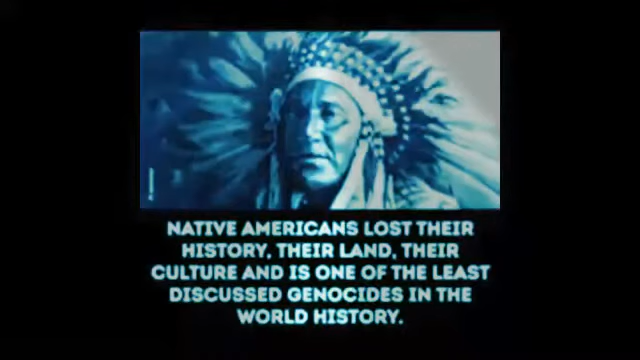 NATIVE AMERICANS LOST THEIR
HISTORY, THEIR LAND, THEIR
CULTURE AND IS ONE OF THE LEAST
DISCUSSED GENOCIDES IN THE
WORLD HISTORY.